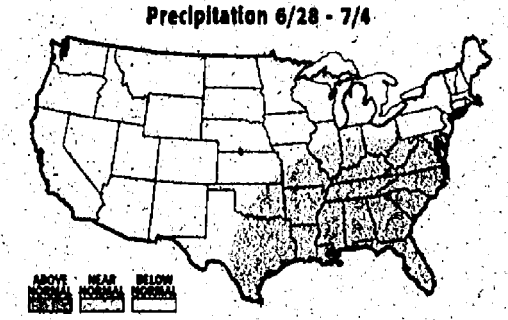 Precipitation 6/28 - 7/4
ABOVE NORMAL
NEAR NORMAL
BELOW NORMAL